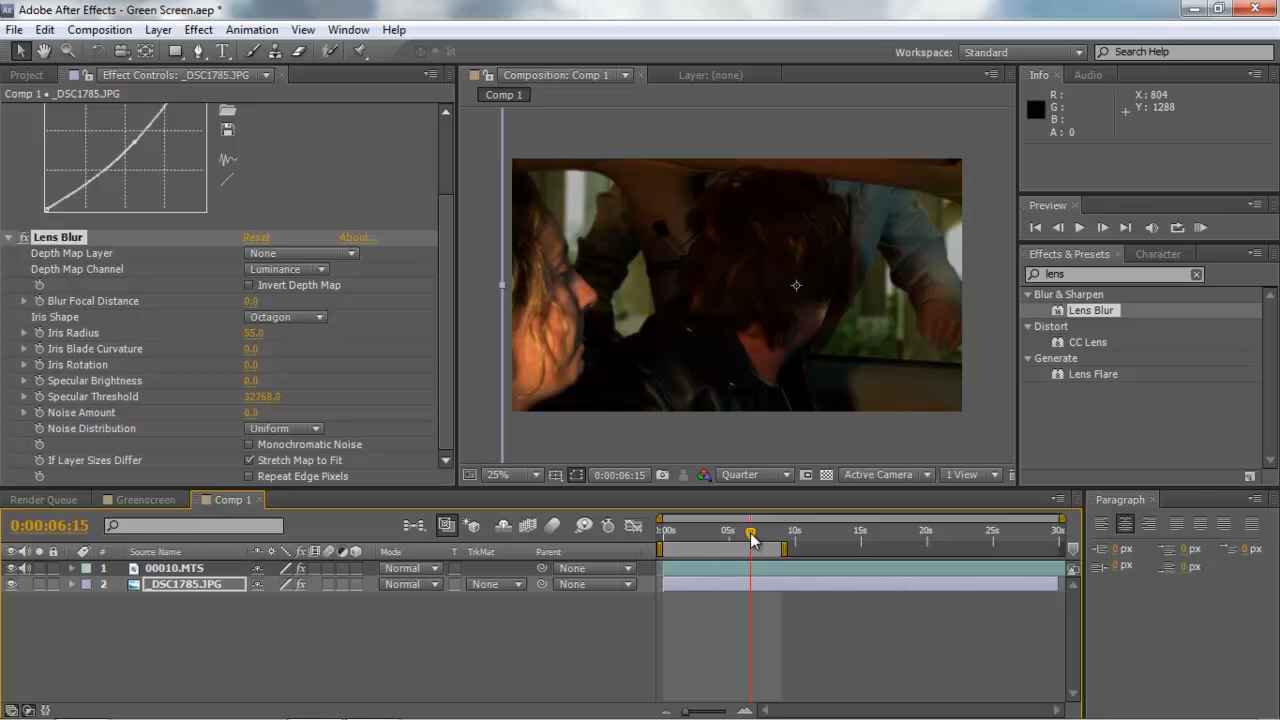 Adobe After Effects - Green Screen.aep *
File Edit Composition Layer Effect Animation View Window Help
Workspace: Standard Search Help
Project Effect Controls: _DSC1785.JPG Composition: Comp 1 Layer: (none) Info Audio
Comp 1 • _DSC1785.JPG Comp 1
R: X: 804
G: Y: 1288
B:
A: 0
Preview
Lens Blur Reset About...
Depth Map Layer None Effects & Presets Character
Depth Map Channel Luminance lens
Invert Depth Map
Blur Focal Distance 0.0 Blur & Sharpen
Iris Shape Octagon Lens Blur
Iris Radius 55.0 Distort
Iris Blade Curvature 0.0 CC Lens
Iris Rotation 0.0 Generate
Specular Brightness 0.0 Lens Flare
Specular Threshold 32768.0
Noise Amount 0.0
Noise Distribution Uniform
Monochromatic Noise
If Layer Sizes Differ Stretch Map to Fit
Repeat Edge Pixels
25% 0:00:06:15 Quarter Active Camera 1 View
Render Queue Greenscreen Comp 1 Paragraph
0:00:06:15
:00s 05s 10s 15s 20s 25s 30s
# Source Name Mode T TrkMat Parent
1 00010.MTS Normal None
2 _DSC1785.JPG Normal None None
0 px 0 px 0 px
0 px 0 px